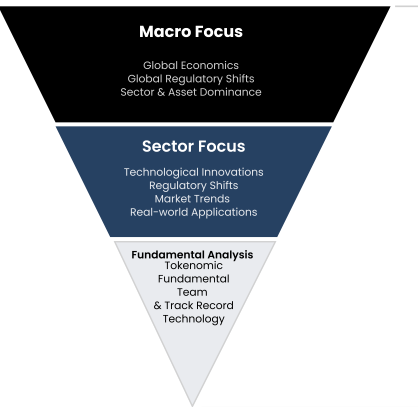 Macro Focus
Global Economics
Global Regulatory Shifts
Sector & Asset Dominance
Sector Focus
Technological Innovations
Regulatory Shifts
Market Trends
Real-world Applications
Fundamental Analysis
Tokenomic
Fundamental
Team
& Track Record
Technology